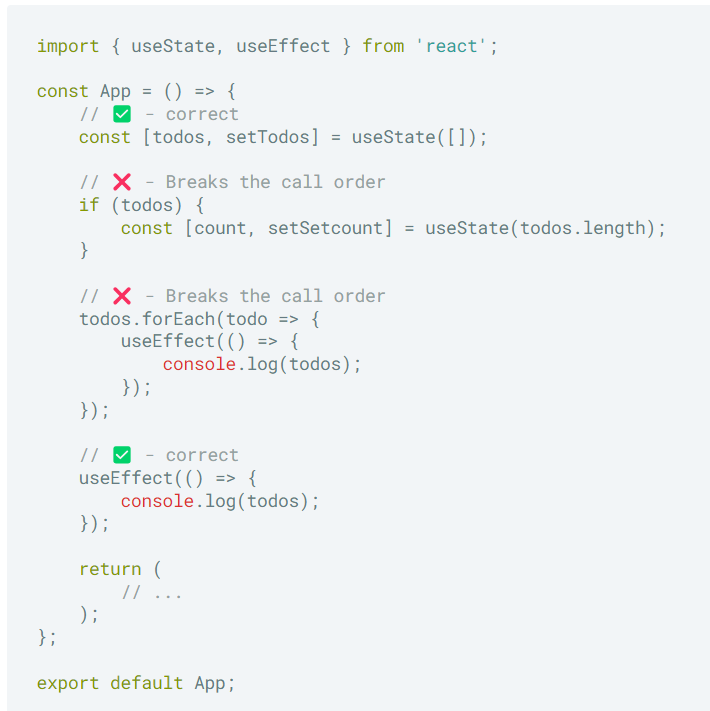 import { useState, useEffect } from 'react';
const App = () => {
// ✅ - correct
const [todos, setTodos] = useState([]);
// ❌ - Breaks the call order
if (todos) {
const [count, setSetcount] = useState(todos.length);
}
// ❌ - Breaks the call order
todos.forEach(todo => {
useEffect(() => {
console.log(todos);
});
});
// ✅ - correct
useEffect(() => {
console.log(todos);
});
return (
// ...
);
};
export default App;